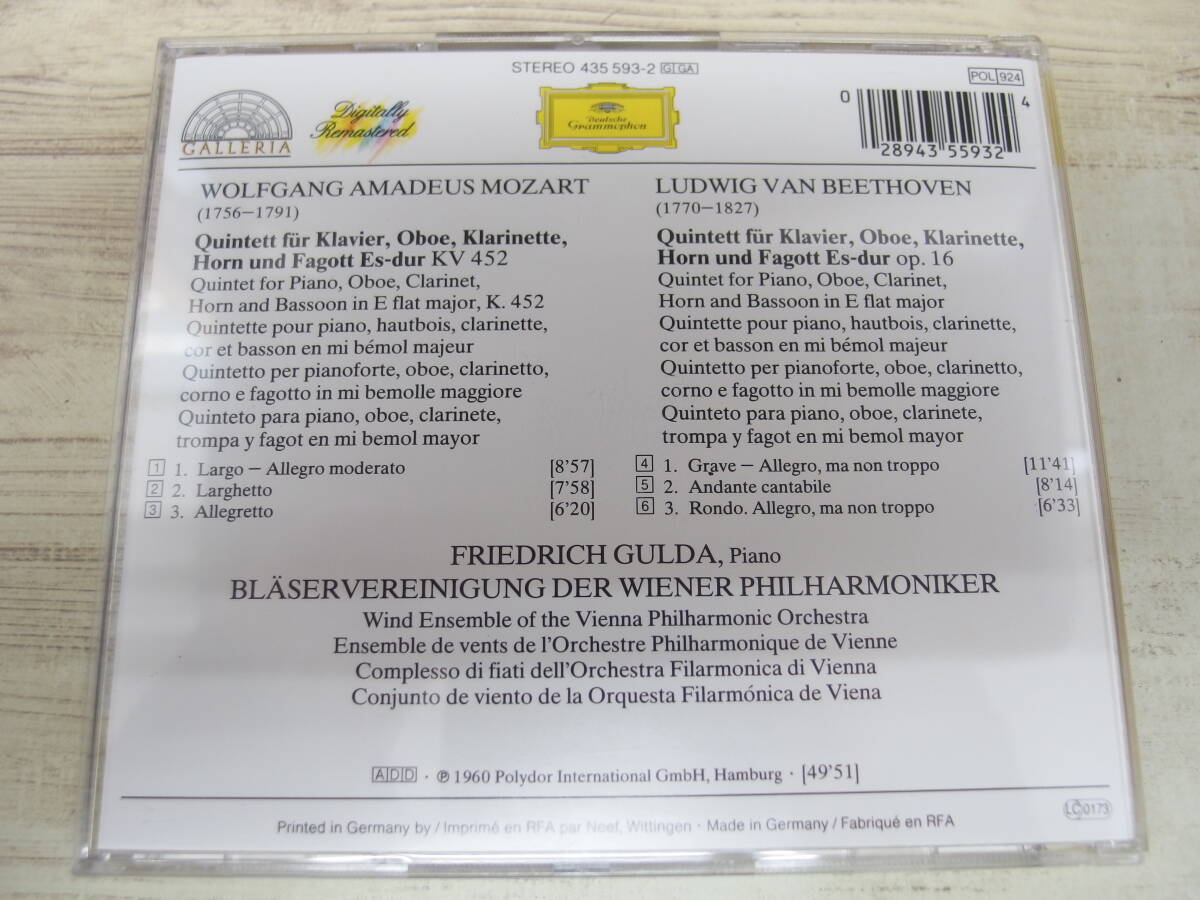 STEREO 435 593-2 G GA
POL 924
GALLERIA
Digitally
Remastered
Deutsche
Grammophon
0 28943 55932 4
WOLFGANG AMADEUS MOZART
(1756–1791)
Quintett für Klavier, Oboe, Klarinette,
Horn und Fagott Es-dur KV 452
Quintet for Piano, Oboe, Clarinet,
Horn and Bassoon in E flat major, K. 452
Quintette pour piano, hautbois, clarinette,
cor et basson en mi bémol majeur
Quintetto per pianoforte, oboe, clarinetto,
corno e fagotto in mi bemolle maggiore
Quinteto para piano, oboe, clarinete,
trompa y fagot en mi bemol mayor
1 1. Largo – Allegro moderato [8'57]
2 2. Larghetto [7'58]
3 3. Allegretto [6'20]
LUDWIG VAN BEETHOVEN
(1770–1827)
Quintett für Klavier, Oboe, Klarinette,
Horn und Fagott Es-dur op. 16
Quintet for Piano, Oboe, Clarinet,
Horn and Bassoon in E flat major
Quintette pour piano, hautbois, clarinette,
cor et basson en mi bémol majeur
Quintetto per pianoforte, oboe, clarinetto,
corno e fagotto in mi bemolle maggiore
Quinteto para piano, oboe, clarinete,
trompa y fagot en mi bemol mayor
4 1. Grave – Allegro, ma non troppo [11'41]
5 2. Andante cantabile [8'14]
6 3. Rondo. Allegro, ma non troppo [6'33]
FRIEDRICH GULDA, Piano
BLÄSERVEREINIGUNG DER WIENER PHILHARMONIKER
Wind Ensemble of the Vienna Philharmonic Orchestra
Ensemble de vents de l'Orchestre Philharmonique de Vienne
Complesso di fiati dell'Orchestra Filarmonica di Vienna
Conjunto de viento de la Orquesta Filarmónica de Viena
ADD · ℗ 1960 Polydor International GmbH, Hamburg · [49'51]
LC 0173
Printed in Germany by / Imprimé en RFA par Neef, Wittingen · Made in Germany / Fabriqué en RFA